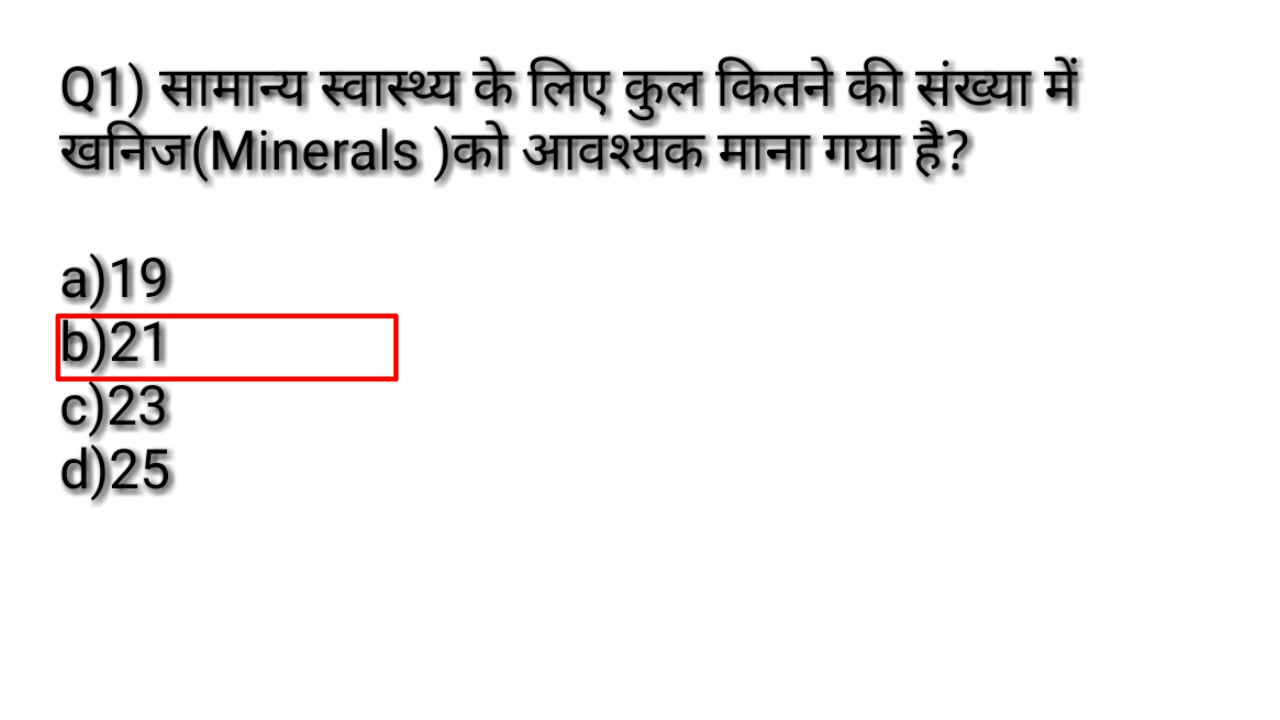 Q1) सामान्य स्वास्थ्य के लिए कुल कितने की संख्या में
खनिज(Minerals )को आवश्यक माना गया है?
a)19
b)21
c)23
d)25